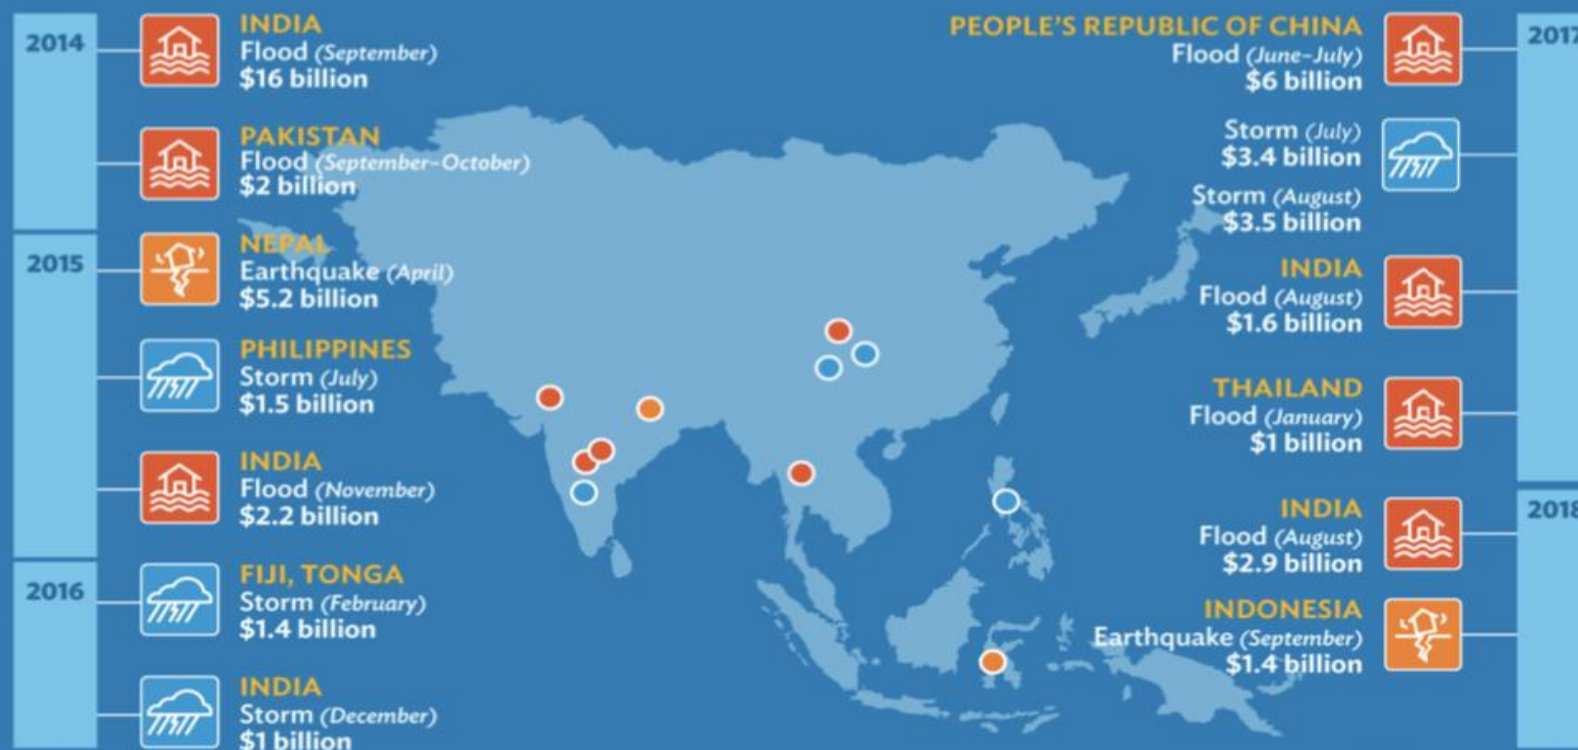 2014
INDIA
Flood (September)
$16 billion
PAKISTAN
Flood (September–October)
$2 billion
2015
NEPAL
Earthquake (April)
$5.2 billion
PHILIPPINES
Storm (July)
$1.5 billion
INDIA
Flood (November)
$2.2 billion
2016
FIJI, TONGA
Storm (February)
$1.4 billion
INDIA
Storm (December)
$1 billion
2017
PEOPLE'S REPUBLIC OF CHINA
Flood (June–July)
$6 billion
Storm (July)
$3.4 billion
Storm (August)
$3.5 billion
INDIA
Flood (August)
$1.6 billion
THAILAND
Flood (January)
$1 billion
2018
INDIA
Flood (August)
$2.9 billion
INDONESIA
Earthquake (September)
$1.4 billion